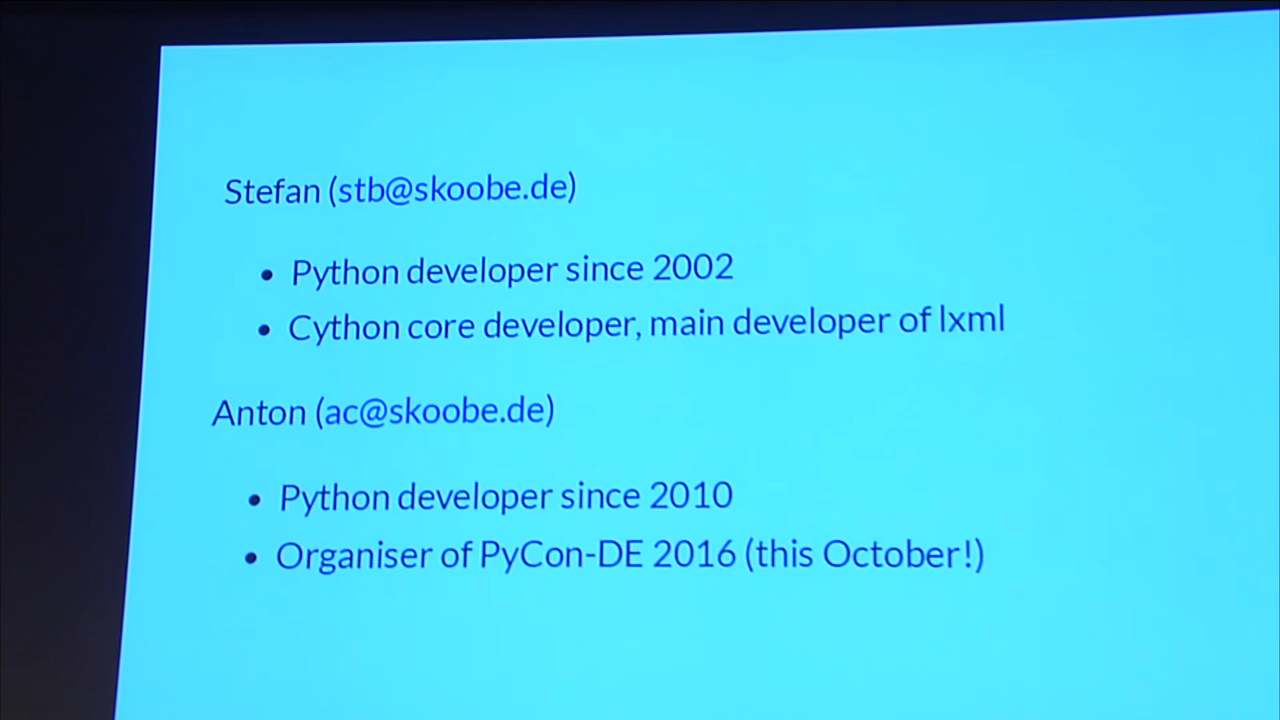 Stefan (stb@skoobe.de)
• Python developer since 2002
• Cython core developer, main developer of lxml
Anton (ac@skoobe.de)
• Python developer since 2010
• Organiser of PyCon-DE 2016 (this October!)